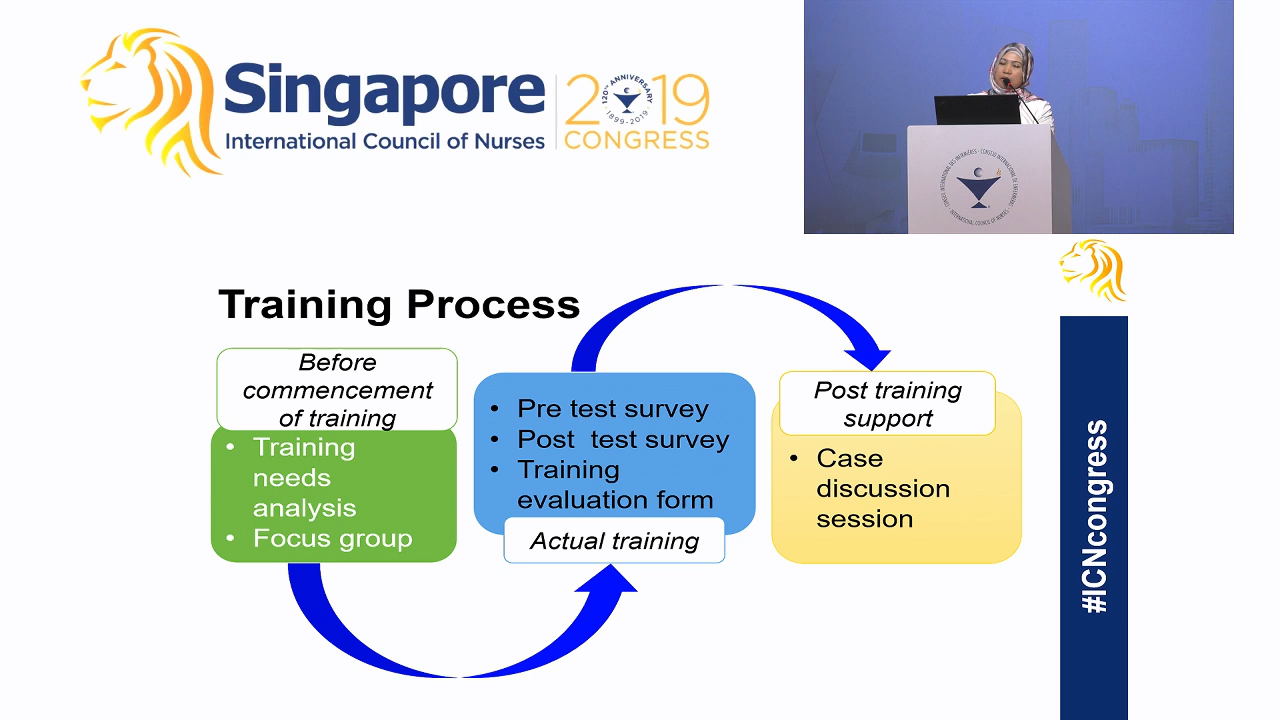 Singapore
International Council of Nurses
2019
CONGRESS
120TH ANNIVERSARY
1899-2019
Training Process
Before
commencement
of training
• Training
needs
analysis
• Focus group
• Pre test survey
• Post  test survey
• Training
evaluation form
Actual training
Post training
support
• Case
discussion
session
#ICNcongress